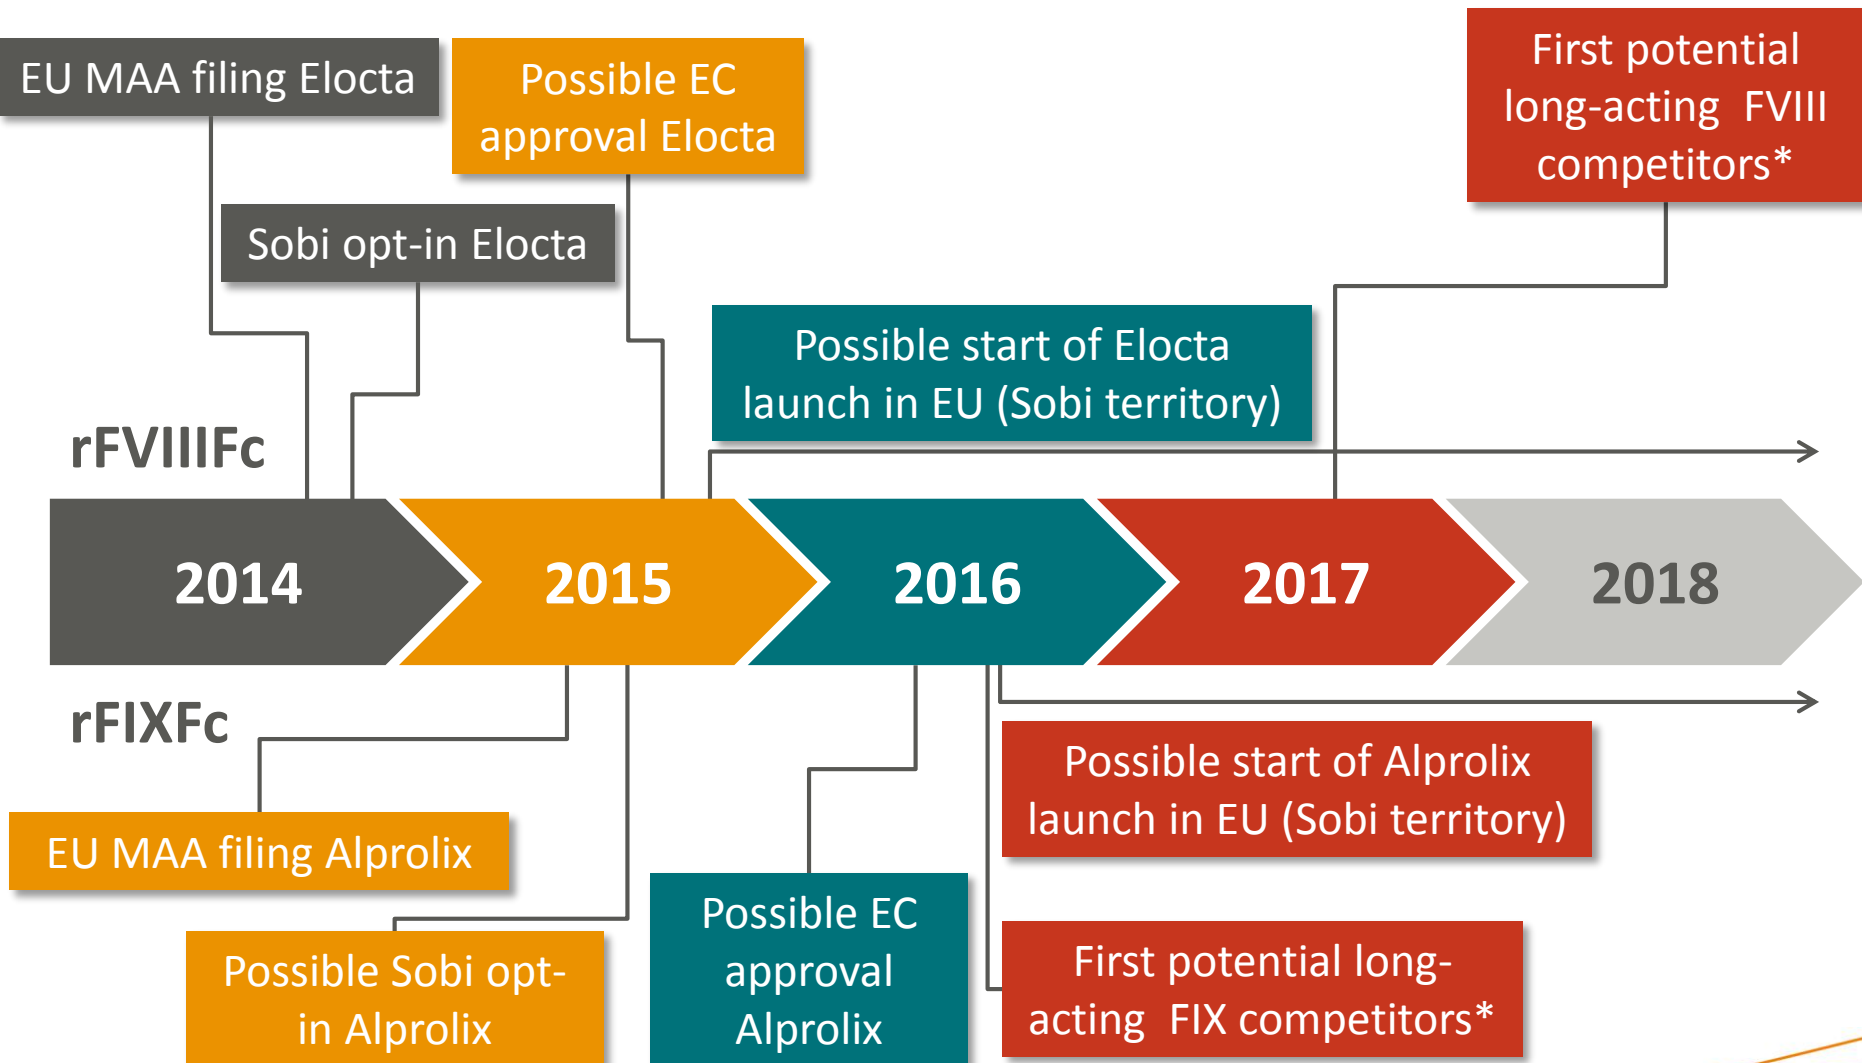 EU MAA filing Elocta
Possible EC
approval Elocta
First potential
long-acting FVIII
competitors*
Sobi opt-in Elocta
Possible start of Elocta
launch in EU (Sobi territory)
rFVIIIFc
2014
2015
2016
2017
2018
rFIXFc
Possible start of Alprolix
launch in EU (Sobi territory)
EU MAA filing Alprolix
Possible Sobi opt-
in Alprolix
Possible EC
approval
Alprolix
First potential long-
acting FIX competitors*